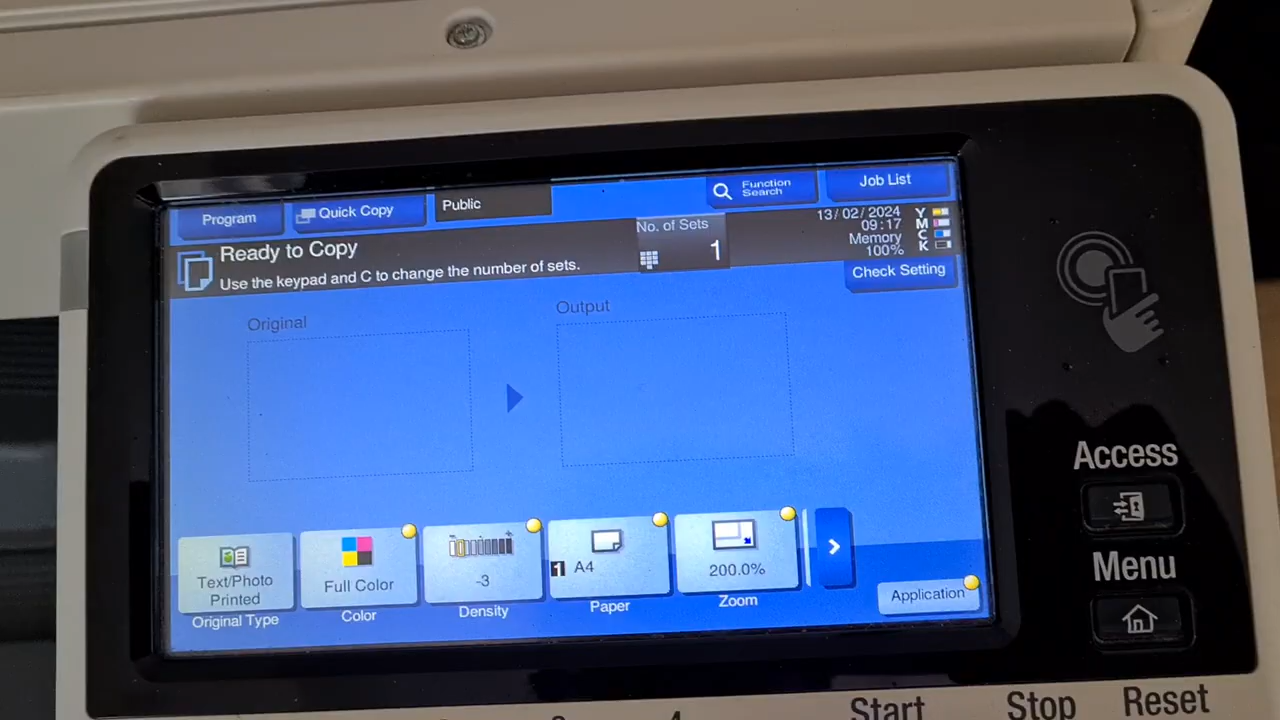 Program
Quick Copy
Public
Function
Search
Job List
Ready to Copy
Use the keypad and C to change the number of sets.
No. of Sets
1
13/02/2024
09:17
Memory
100%
Y
M
C
K
Check Setting
Original
Output
Text/Photo
Printed
Original Type
Full Color
Color
-3
Density
1 A4
Paper
200.0%
Zoom
Application
Access
Menu
Start
Stop
Reset